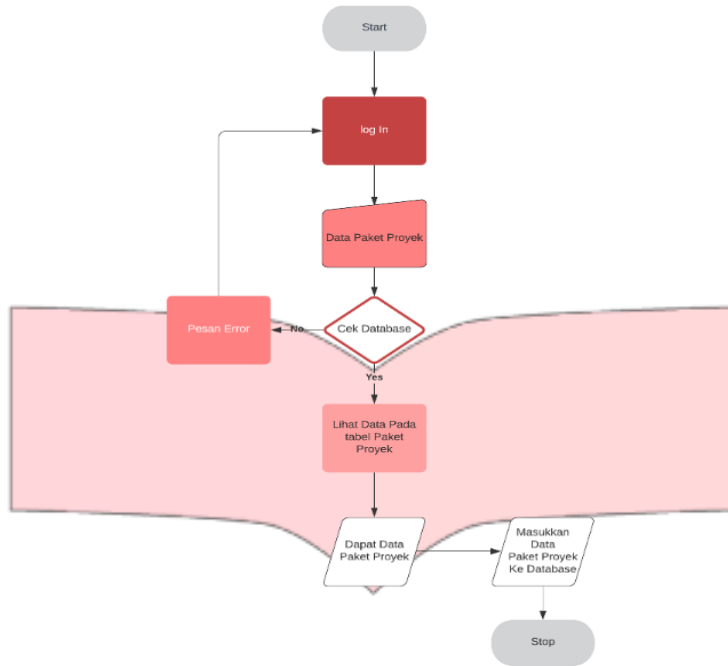 Start
log In
Data Paket Proyek
Cek Database
No
Pesan Error
Yes
Lihat Data Pada
tabel Paket
Proyek
Dapat Data
Paket Proyek
Masukkan
Data
Paket Proyek
Ke Database
Stop